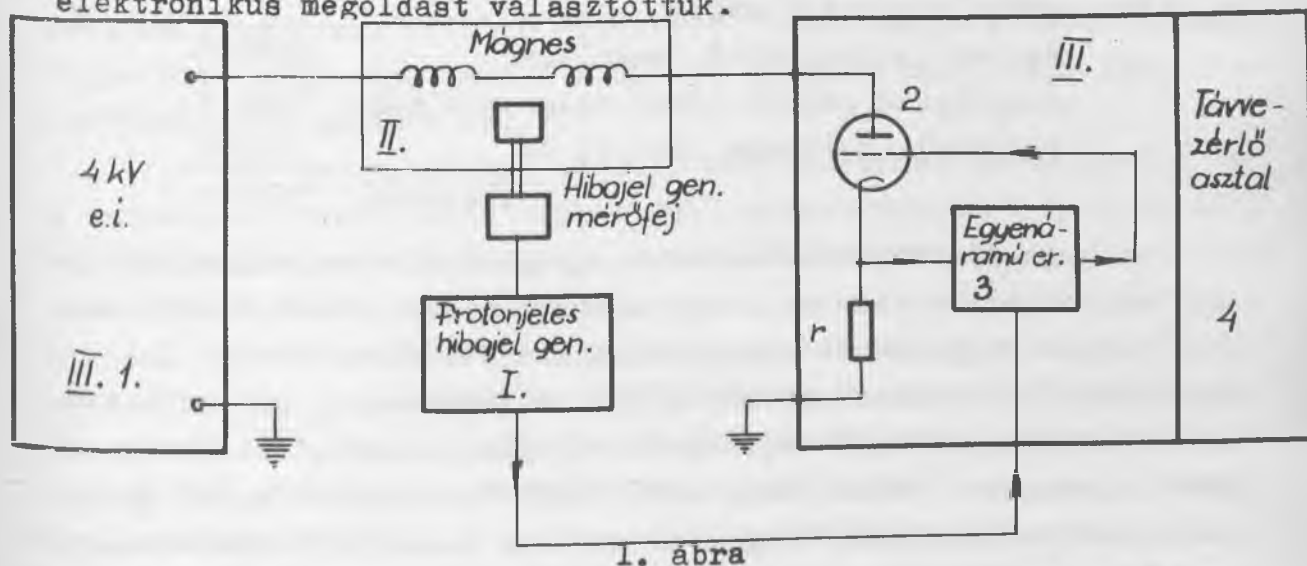 elektronikus megoldást választottuk.
Mágnes
II.
Hibajel gen.
mérőfej
Protonjeles
hibajel gen.
I.
4 kV
e.i.
III. 1.
III.
2
Egyená-
ramú er.
3
r
Távve-
zérlő
asztal
4
1. ábra